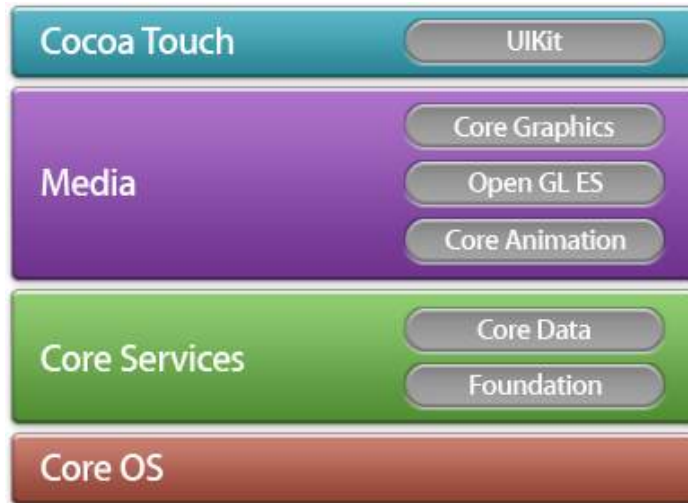 Cocoa Touch
UIKit
Media
Core Graphics
Open GL ES
Core Animation
Core Services
Core Data
Foundation
Core OS